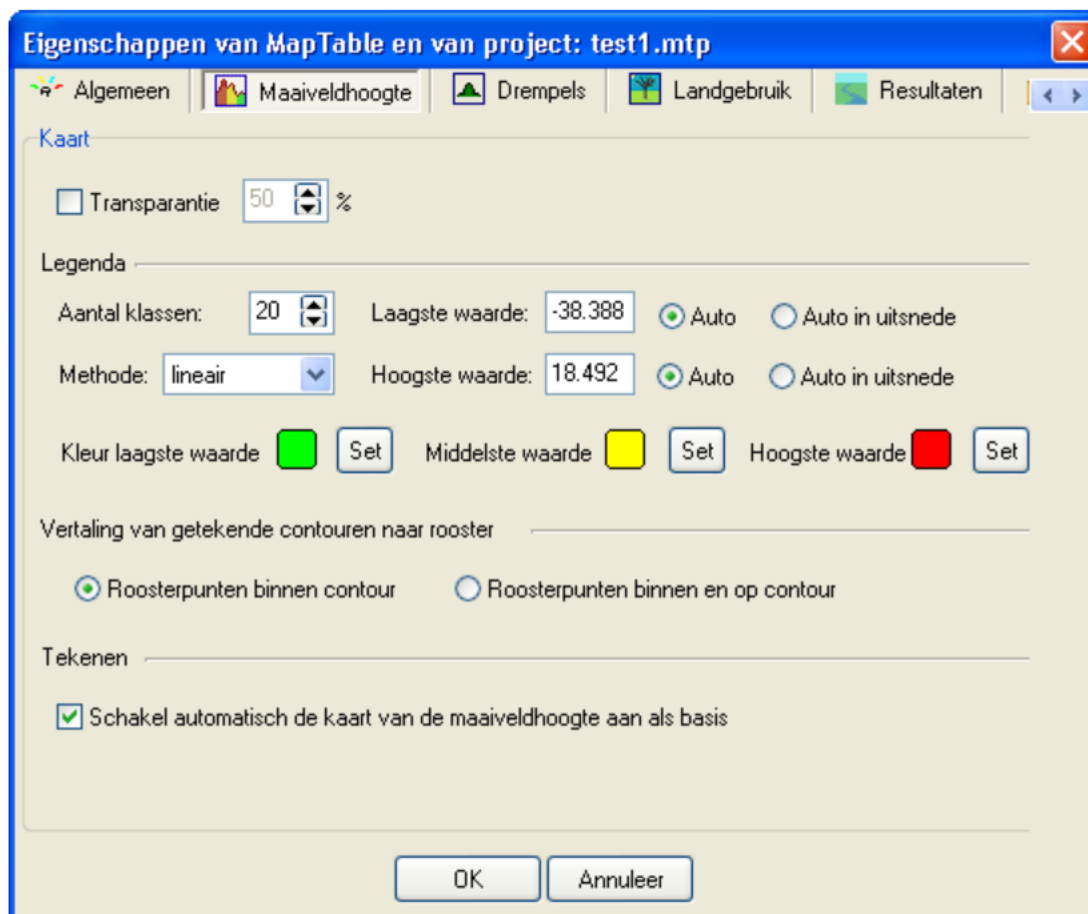 Eigenschappen van MapTable en van project: test1.mtp
Algemeen Maaiveldhoogte Drempels Landgebruik Resultaten
Kaart
Transparantie 50 %
Legenda
Aantal klassen: 20 Laagste waarde: -38.388 Auto Auto in uitsnede
Methode: lineair Hoogste waarde: 18.492 Auto Auto in uitsnede
Kleur laagste waarde Set Middelste waarde Set Hoogste waarde Set
Vertaling van getekende contouren naar rooster
Roosterpunten binnen contour Roosterpunten binnen en op contour
Tekenen
Schakel automatisch de kaart van de maaiveldhoogte aan als basis
OK Annuleer